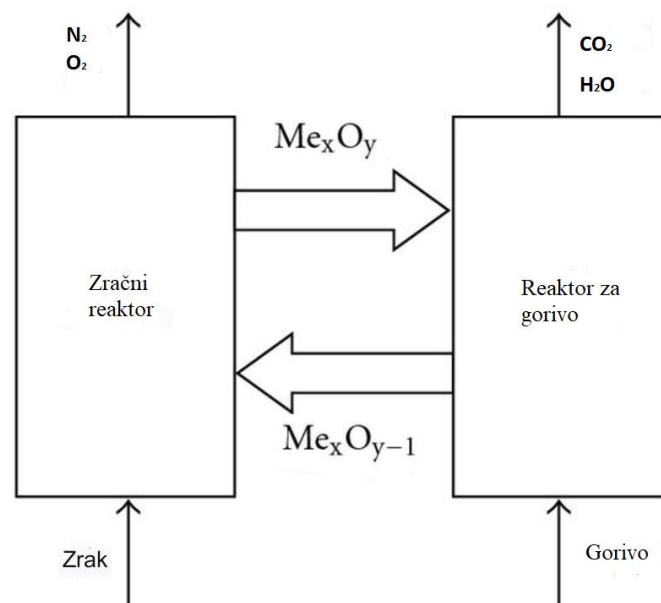 N₂
O₂
CO₂
H₂O
MeₓOᵧ
Zračni
reaktor
Reaktor za
gorivo
MeₓOᵧ₋₁
Zrak
Gorivo